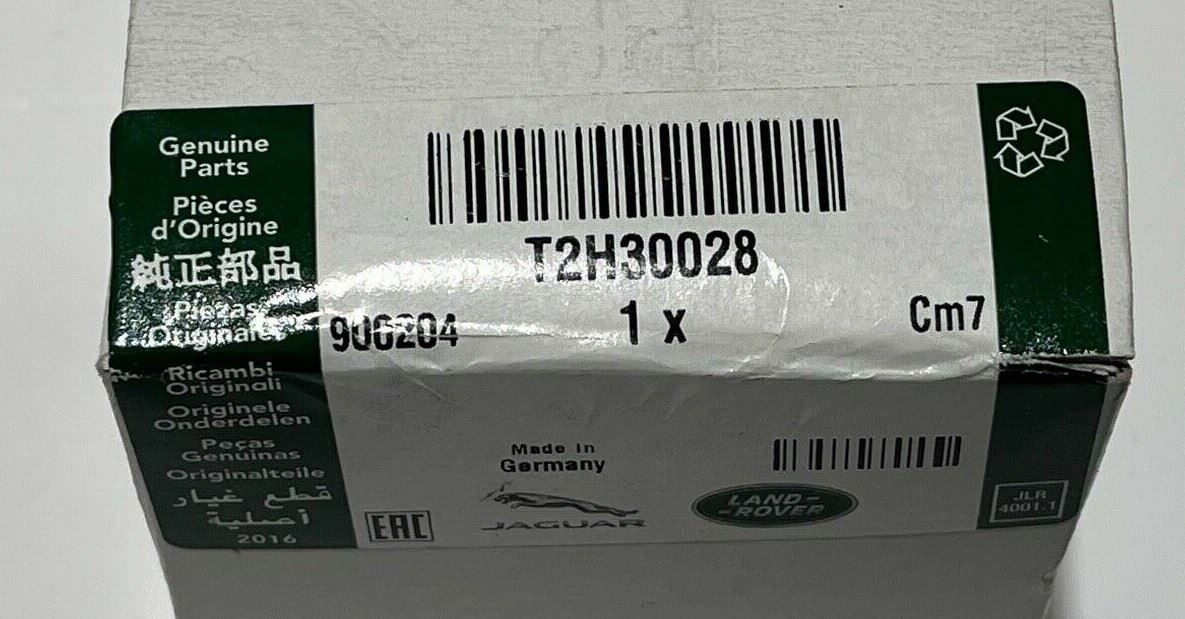 Genuine
Parts
Pièces
d'Origine
純正部品
Piezas
Originales
Ricambi
Originali
Originele
Onderdelen
Peças
Genuinas
Originalteile
قطع غيار
أصلية
2016
T2H30028
900204
1 x
Cm7
Made in
Germany
EAC
JAGUAR
LAND-
-ROVER
JLR
4001.1